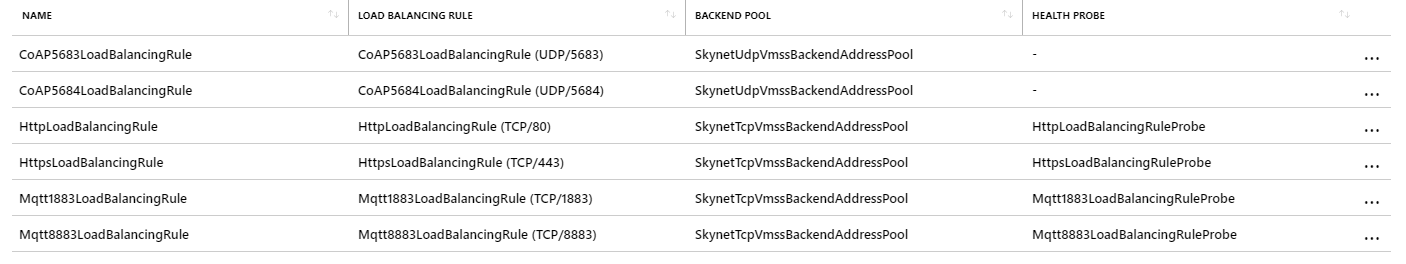 NAME LOAD BALANCING RULE BACKEND POOL HEALTH PROBE
CoAP5683LoadBalancingRule CoAP5683LoadBalancingRule (UDP/5683) SkynetUdpVmssBackendAddressPool - ...
CoAP5684LoadBalancingRule CoAP5684LoadBalancingRule (UDP/5684) SkynetUdpVmssBackendAddressPool - ...
HttpLoadBalancingRule HttpLoadBalancingRule (TCP/80) SkynetTcpVmssBackendAddressPool HttpLoadBalancingRuleProbe ...
HttpsLoadBalancingRule HttpsLoadBalancingRule (TCP/443) SkynetTcpVmssBackendAddressPool HttpsLoadBalancingRuleProbe ...
Mqtt1883LoadBalancingRule Mqtt1883LoadBalancingRule (TCP/1883) SkynetTcpVmssBackendAddressPool Mqtt1883LoadBalancingRuleProbe ...
Mqtt8883LoadBalancingRule Mqtt8883LoadBalancingRule (TCP/8883) SkynetTcpVmssBackendAddressPool Mqtt8883LoadBalancingRuleProbe ...